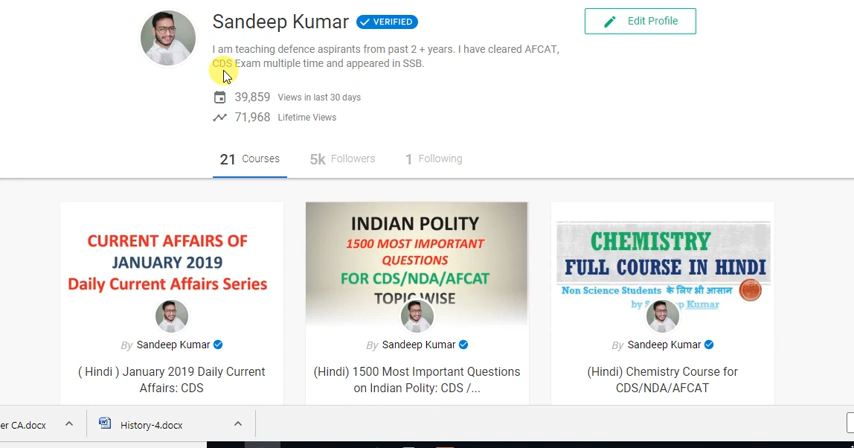 Sandeep Kumar VERIFIED
Edit Profile
I am teaching defence aspirants from past 2 + years. I have cleared AFCAT,
CDS Exam multiple time and appeared in SSB.
39,859 Views in last 30 days
71,968 Lifetime Views
21 Courses 5k Followers 1 Following
CURRENT AFFAIRS OF
JANUARY 2019
Daily Current Affairs Series
By Sandeep Kumar
( Hindi ) January 2019 Daily Current
Affairs: CDS
INDIAN POLITY
1500 MOST IMPORTANT
QUESTIONS
FOR CDS/NDA/AFCAT
TOPIC WISE
By Sandeep Kumar
(Hindi) 1500 Most Important Questions
on Indian Polity: CDS /...
CHEMISTRY
FULL COURSE IN HINDI
Non Science Students के लिए भी आसान
by Sandeep Kumar
By Sandeep Kumar
(Hindi) Chemistry Course for
CDS/NDA/AFCAT
er CA.docx
History-4.docx